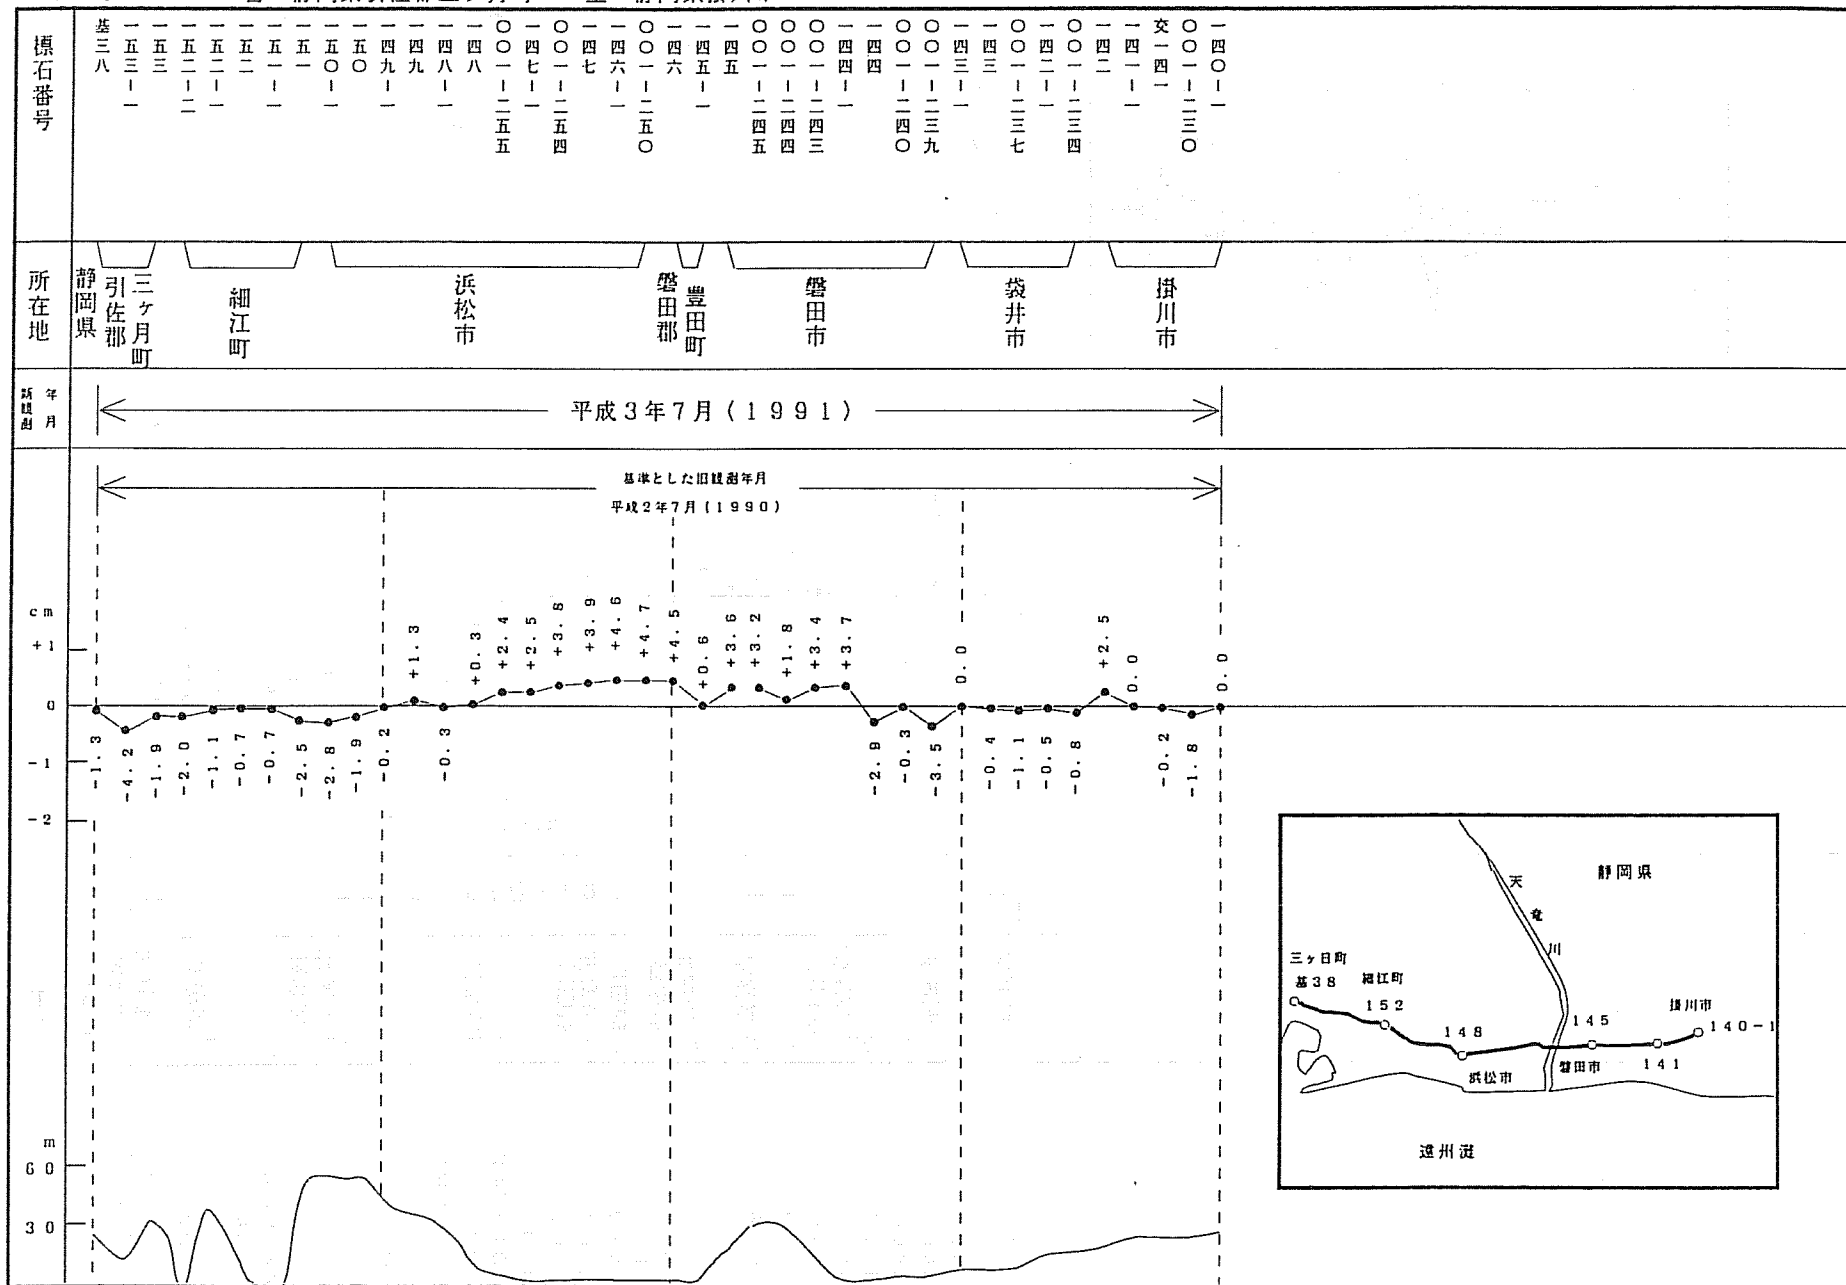 標石番号
基三八
一五三－一
一五三
一五二－二
一五二－一
一五二
一五一－一
一五一
一五〇－一
一五〇
一四九－一
一四九
一四八－一
一四八
〇〇一－二五五
一四七－一
〇〇一－二五四
一四七
一四六－一
〇〇一－二五〇
一四六
一四五－一
一四五
〇〇一－二四五
〇〇一－二四四
〇〇一－二四三
一四四－一
一四四
〇〇一－二四〇
〇〇一－二三九
一四三－一
一四三
〇〇一－二三七
一四二－一
〇〇一－二三四
一四二
一四一－一
交一四一
〇〇一－二三〇
一四〇－一
所在地
静岡県
引佐郡
三ヶ月町
細江町
浜松市
磐田郡
豊田町
磐田市
袋井市
掛川市
新観測
年月
平成3年7月(1991)
基準とした旧観測年月
平成2年7月(1990)
cm
+1
0
-1
-2
-1.3
-4.2
-1.9
-2.0
-1.1
-0.7
-0.7
-2.5
-2.8
-1.9
-0.2
+1.3
-0.3
+0.3
+2.4
+2.5
+3.8
+3.9
+4.6
+4.7
+4.5
+0.6
+3.6
+3.2
+1.8
+3.4
+3.7
-2.9
-0.3
-3.5
0.0
-0.4
-1.1
-0.5
-0.8
+2.5
0.0
-0.2
-1.8
0.0
m
60
30
静岡県
天竜川
三ヶ日町
基38
細江町
152
148
浜松市
145
磐田市
141
掛川市
140-1
遠州灘